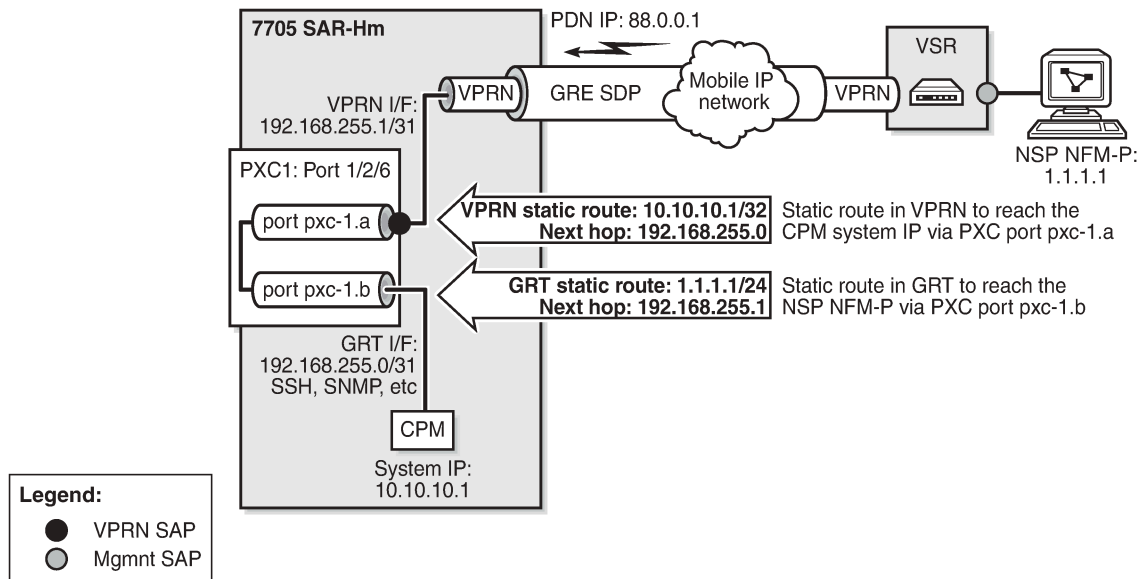 7705 SAR-Hm
PDN IP: 88.0.0.1
VSR
VPRN
GRE SDP
Mobile IP
network
VPRN
VPRN I/F:
192.168.255.1/31
NSP NFM-P:
1.1.1.1
PXC1: Port 1/2/6
port pxc-1.a
VPRN static route: 10.10.10.1/32
Next hop: 192.168.255.0
Static route in VPRN to reach the
CPM system IP via PXC port pxc-1.a
port pxc-1.b
GRT static route: 1.1.1.1/24
Next hop: 192.168.255.1
Static route in GRT to reach the
NSP NFM-P via PXC port pxc-1.b
GRT I/F:
192.168.255.0/31
SSH, SNMP, etc
CPM
System IP:
10.10.10.1
Legend:
VPRN SAP
Mgmnt SAP